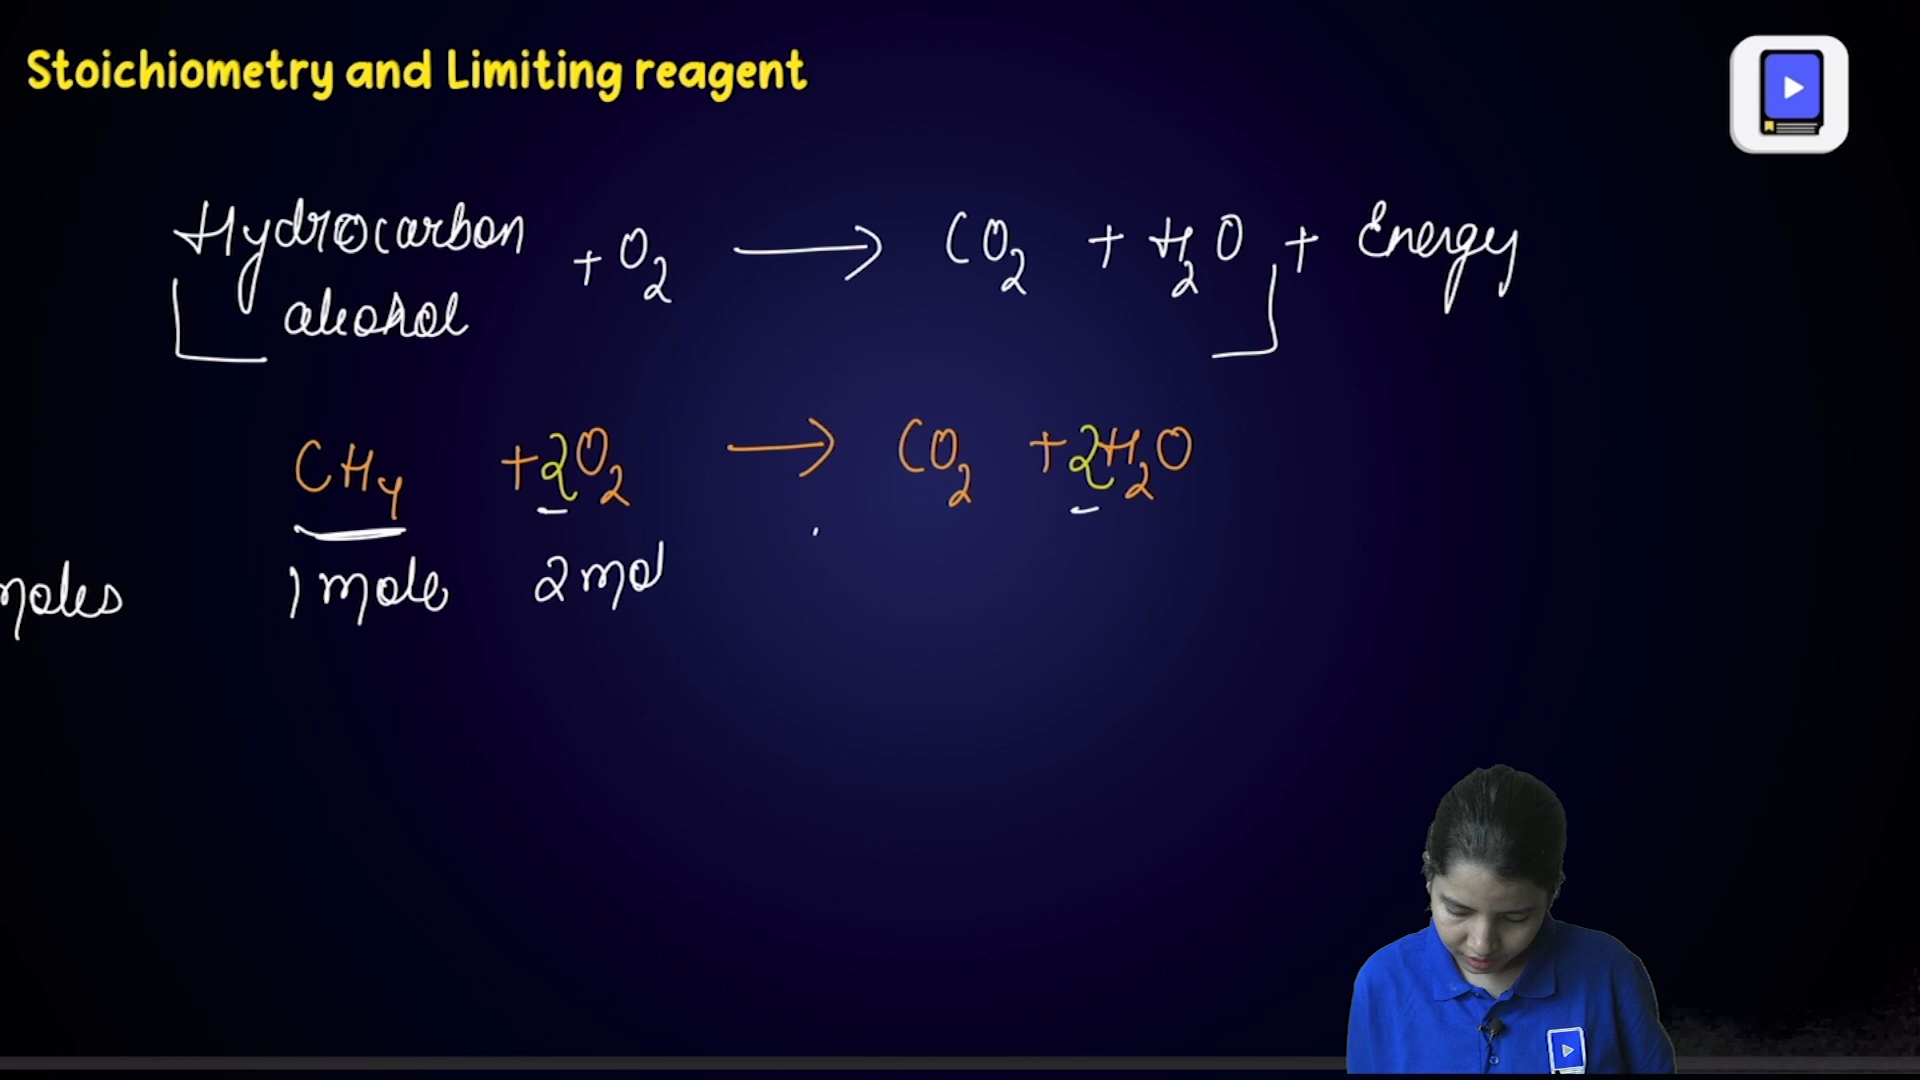 Stoichiometry and Limiting reagent
Hydrocarbon + O₂ → CO₂ + H₂O + Energy
alcohol
CH₄ + 2O₂ → CO₂ + 2H₂O
moles 1 mole 2 mol